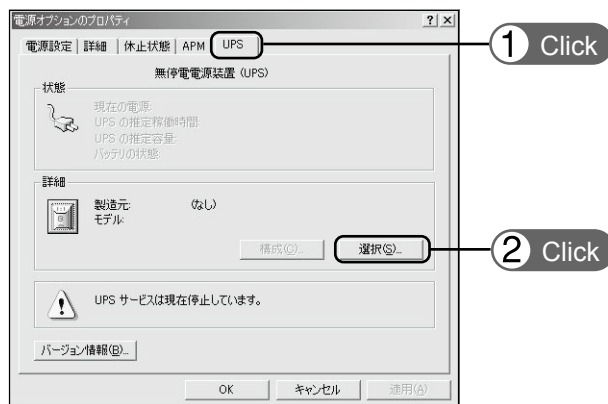 電源オプションのプロパティ
電源設定 詳細 休止状態 APM UPS
1 Click
無停電電源装置 (UPS)
状態
現在の電源:
UPS の推定稼働時間:
UPS の推定容量:
バッテリの状態:
詳細
製造元: (なし)
モデル:
構成(C)... 選択(S)...
2 Click
UPS サービスは現在停止しています。
バージョン情報(B)...
OK キャンセル 適用(A)